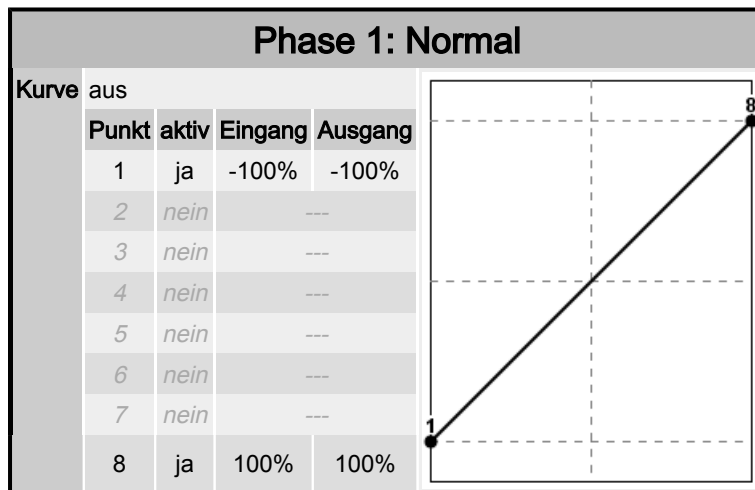 Phase 1: Normal
Kurve aus
Punkt aktiv Eingang Ausgang
1 ja -100% -100%
2 nein ---
3 nein ---
4 nein ---
5 nein ---
6 nein ---
7 nein ---
8 ja 100% 100%
8
1